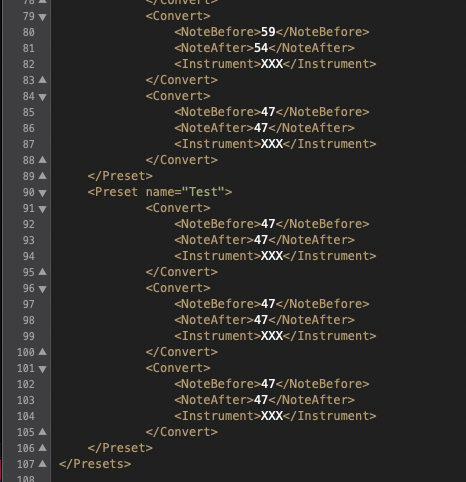 78 </Convert>
79 <Convert>
80 <NoteBefore>59</NoteBefore>
81 <NoteAfter>54</NoteAfter>
82 <Instrument>XXX</Instrument>
83 </Convert>
84 <Convert>
85 <NoteBefore>47</NoteBefore>
86 <NoteAfter>47</NoteAfter>
87 <Instrument>XXX</Instrument>
88 </Convert>
89 </Preset>
90 <Preset name="Test">
91 <Convert>
92 <NoteBefore>47</NoteBefore>
93 <NoteAfter>47</NoteAfter>
94 <Instrument>XXX</Instrument>
95 </Convert>
96 <Convert>
97 <NoteBefore>47</NoteBefore>
98 <NoteAfter>47</NoteAfter>
99 <Instrument>XXX</Instrument>
100 </Convert>
101 <Convert>
102 <NoteBefore>47</NoteBefore>
103 <NoteAfter>47</NoteAfter>
104 <Instrument>XXX</Instrument>
105 </Convert>
106 </Preset>
107 </Presets>
108